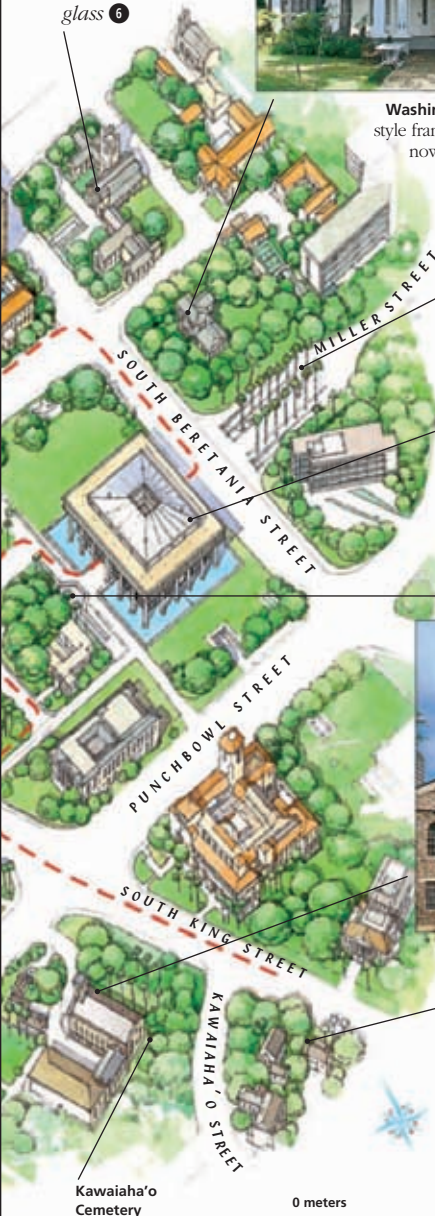 glass 6
Washin
style fran
now
MILLER STREET
SOUTH BERETANIA STREET
PUNCHBOWL STREET
SOUTH KING STREET
KAWAIAHA'O STREET
Kawaiaha'o
Cemetery
0 meters